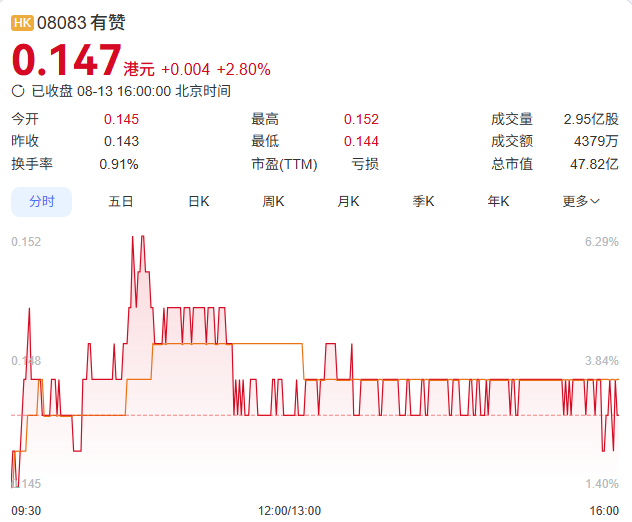 HK 08083 有赞
0.147 港元 +0.004 +2.80%
已收盘 08-13 16:00:00 北京时间
今开 0.145 最高 0.152 成交量 2.95亿股
昨收 0.143 最低 0.144 成交额 4379万
换手率 0.91% 市盈(TTM) 亏损 总市值 47.82亿
分时 五日 日K 周K 月K 季K 年K 更多
0.152 6.29%
0.148 3.84%
0.145 1.40%
09:30 12:00/13:00 16:00